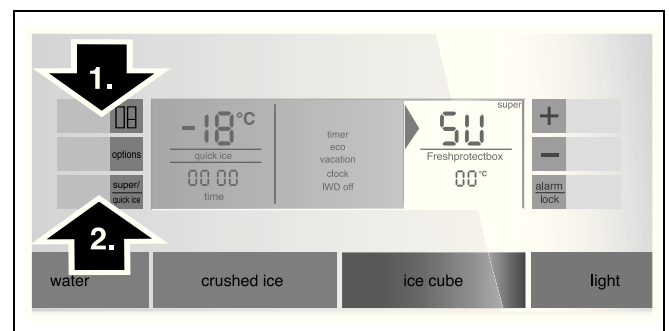 1.
-18°C
quick ice
00 00
time
timer
eco
vacation
clock
IWD off
super
SU
Freshprotectbox
00°C
+
options
–
super/
quick ice
alarm
lock
2.
water
crushed ice
ice cube
light